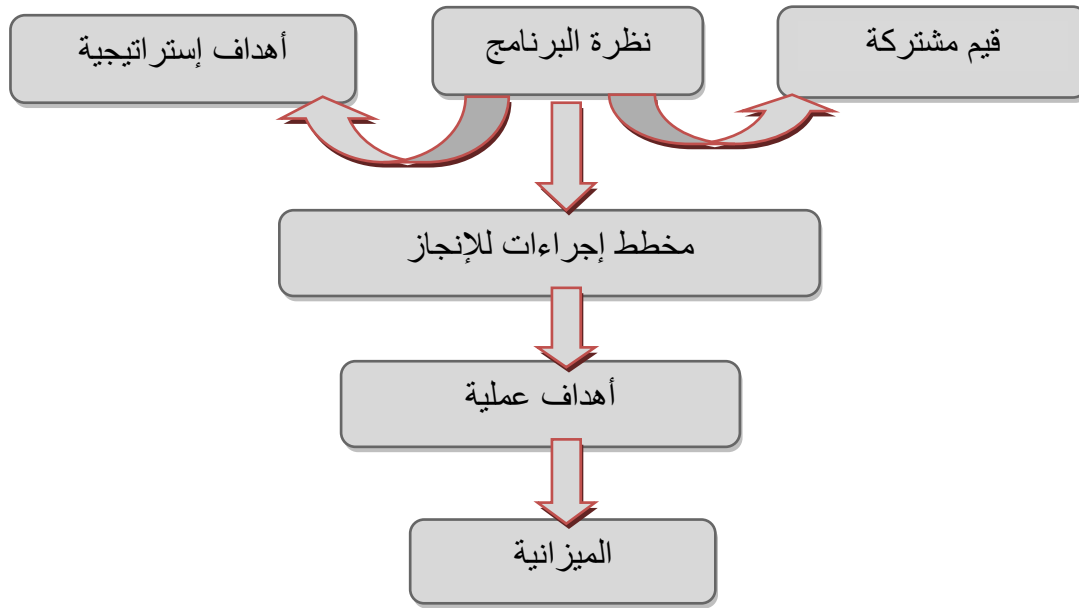 قيم مشتركة
نظرة البرنامج
أهداف إستراتيجية
مخطط إجراءات للإنجاز
أهداف عملية
الميزانية